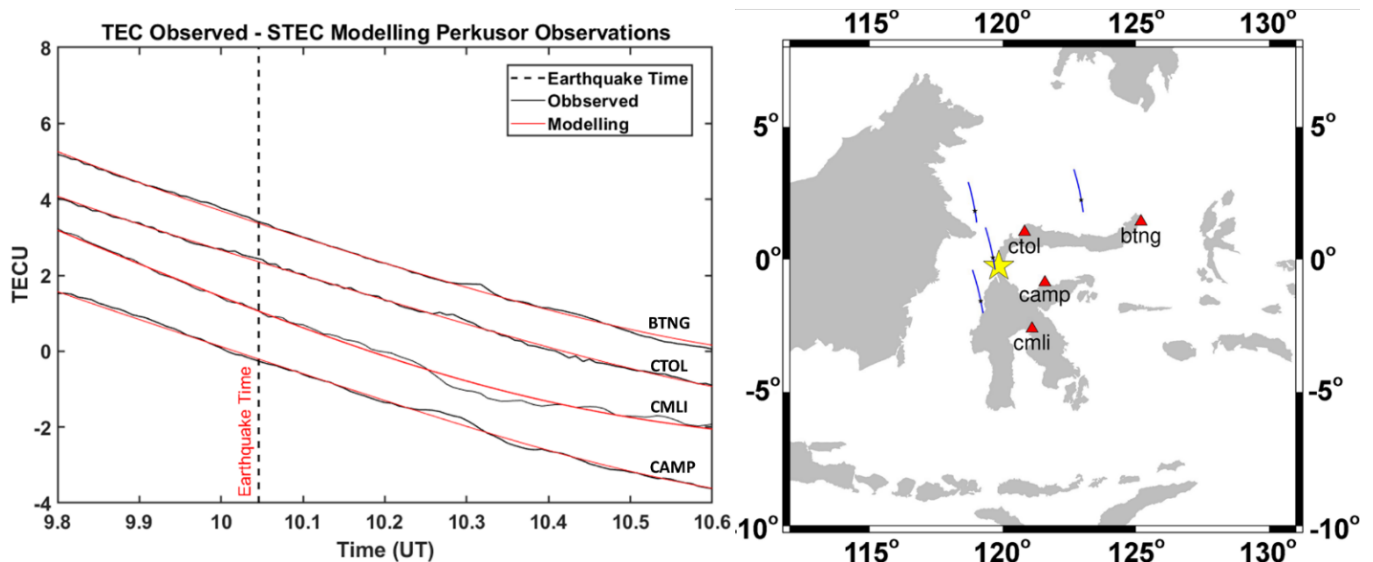 TEC Observed - STEC Modelling Perkusor Observations
8
6
4
2
0
-2
-4
TECU
Earthquake Time
Obbserved
Modelling
BTNG
CTOL
CMLI
CAMP
Earthquake Time
9.8 9.9 10 10.1 10.2 10.3 10.4 10.5 10.6
Time (UT)
115° 120° 125° 130°
5° 5°
ctol btng
0° 0°
camp
cmli
-5° -5°
-10° -10°
115° 120° 125° 130°